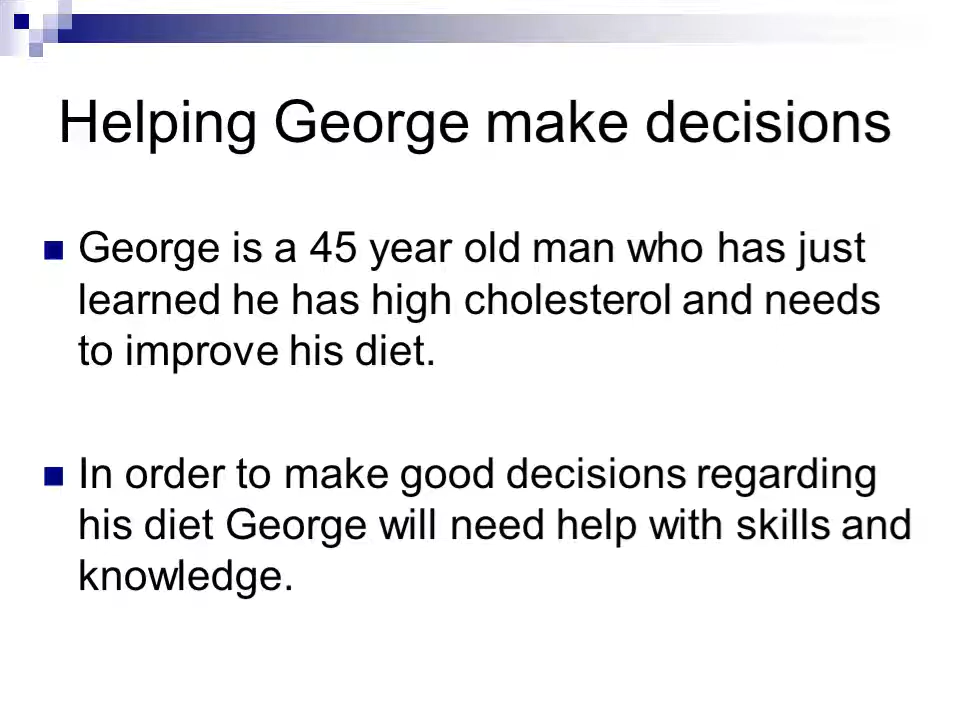 Helping George make decisions
George is a 45 year old man who has just
learned he has high cholesterol and needs
to improve his diet.
In order to make good decisions regarding
his diet George will need help with skills and
knowledge.